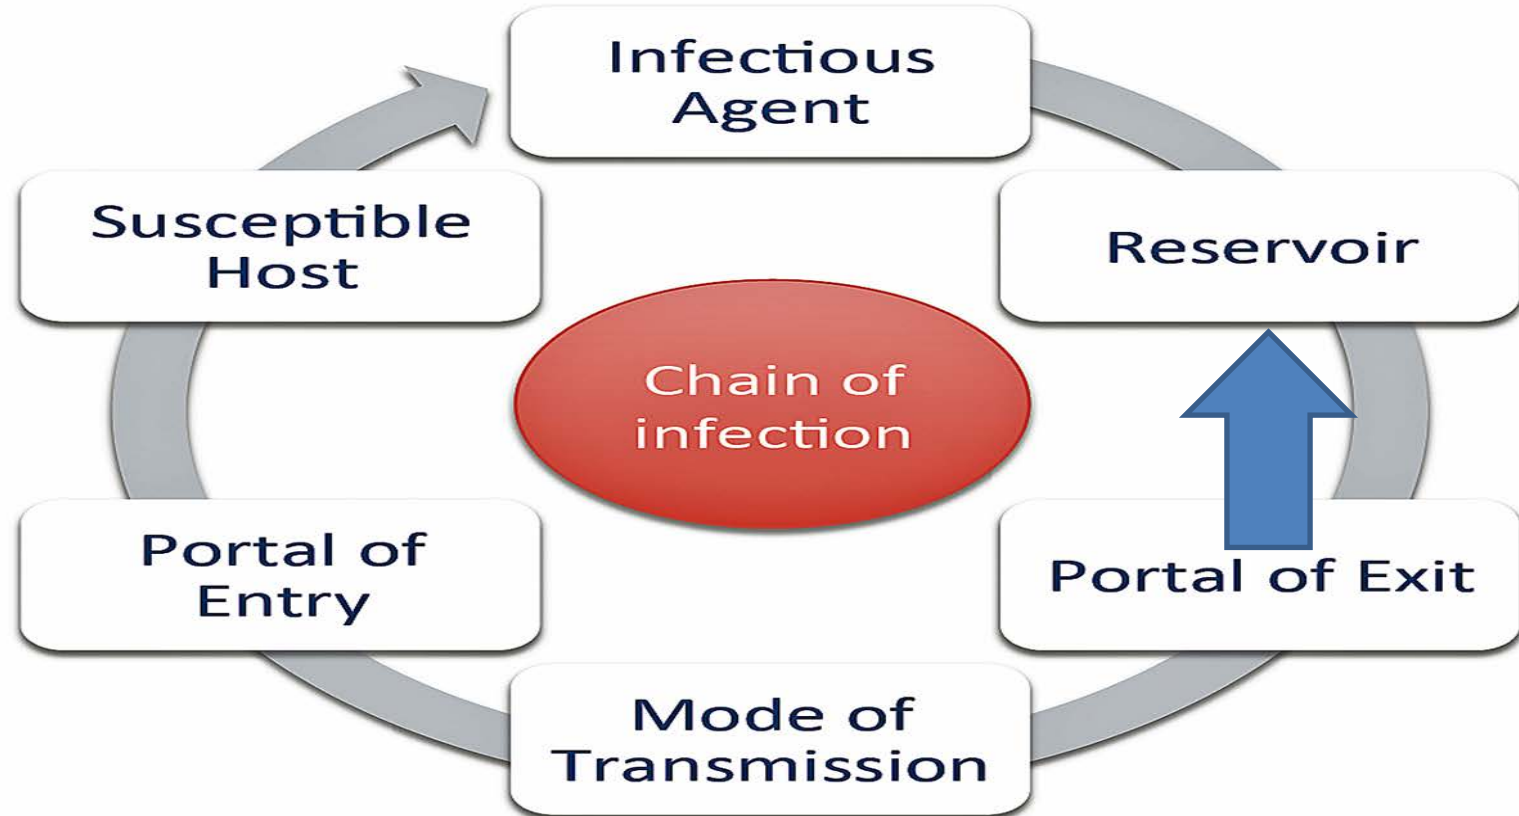 Infectious
Agent
Reservoir
Portal of Exit
Mode of
Transmission
Portal of
Entry
Susceptible
Host
Chain of
infection